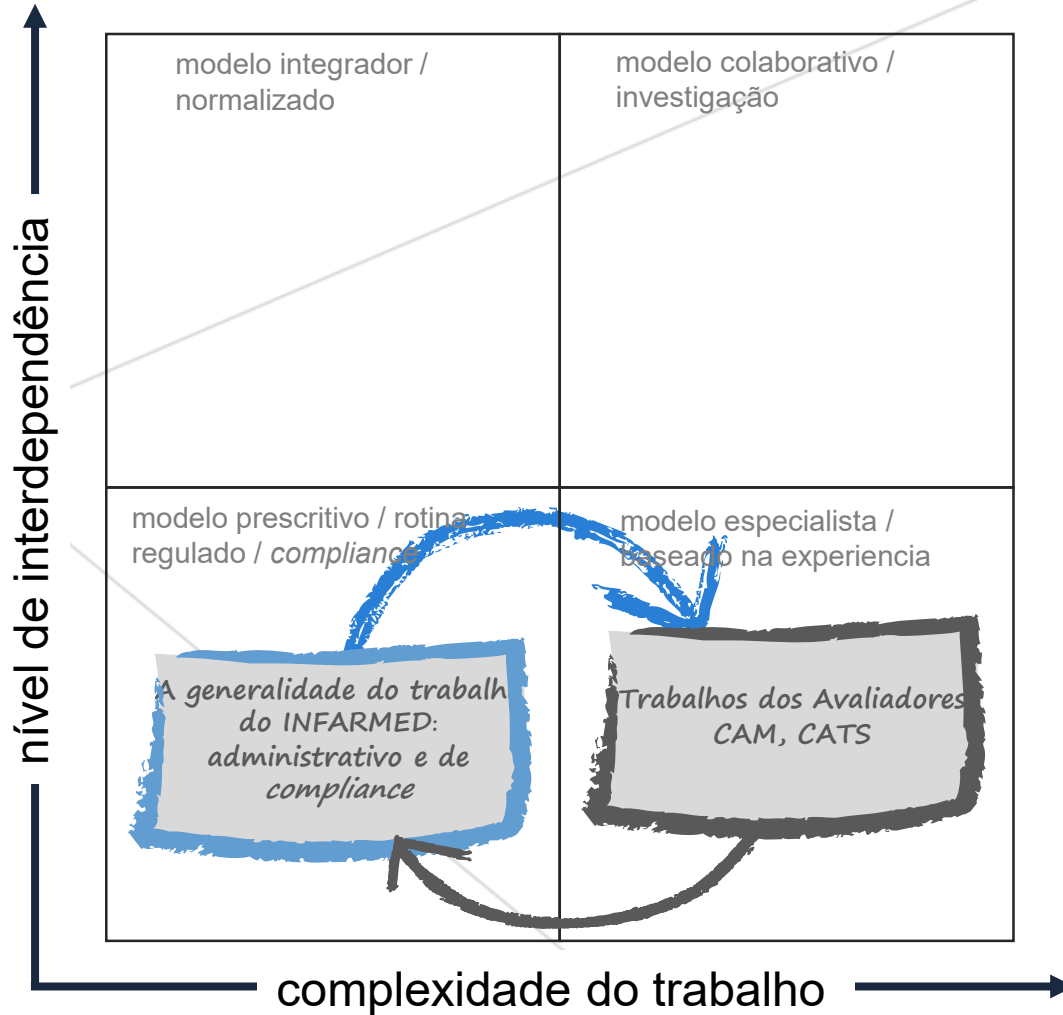 modelo integrador /
normalizado
modelo colaborativo /
investigação
nível de interdependência
modelo prescritivo / rotina
regulado / compliance
modelo especialista /
baseado na experiencia
A generalidade do trabalh
do INFARMED:
administrativo e de
compliance
Trabalhos dos Avaliadores
CAM, CATS
complexidade do trabalho